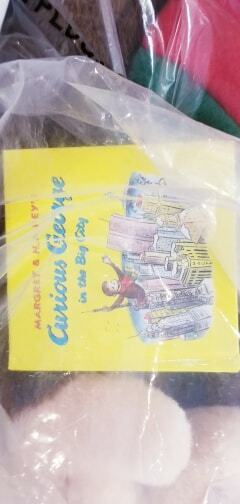 MARGRET & H.A. REY'S
Curious George
in the Big City